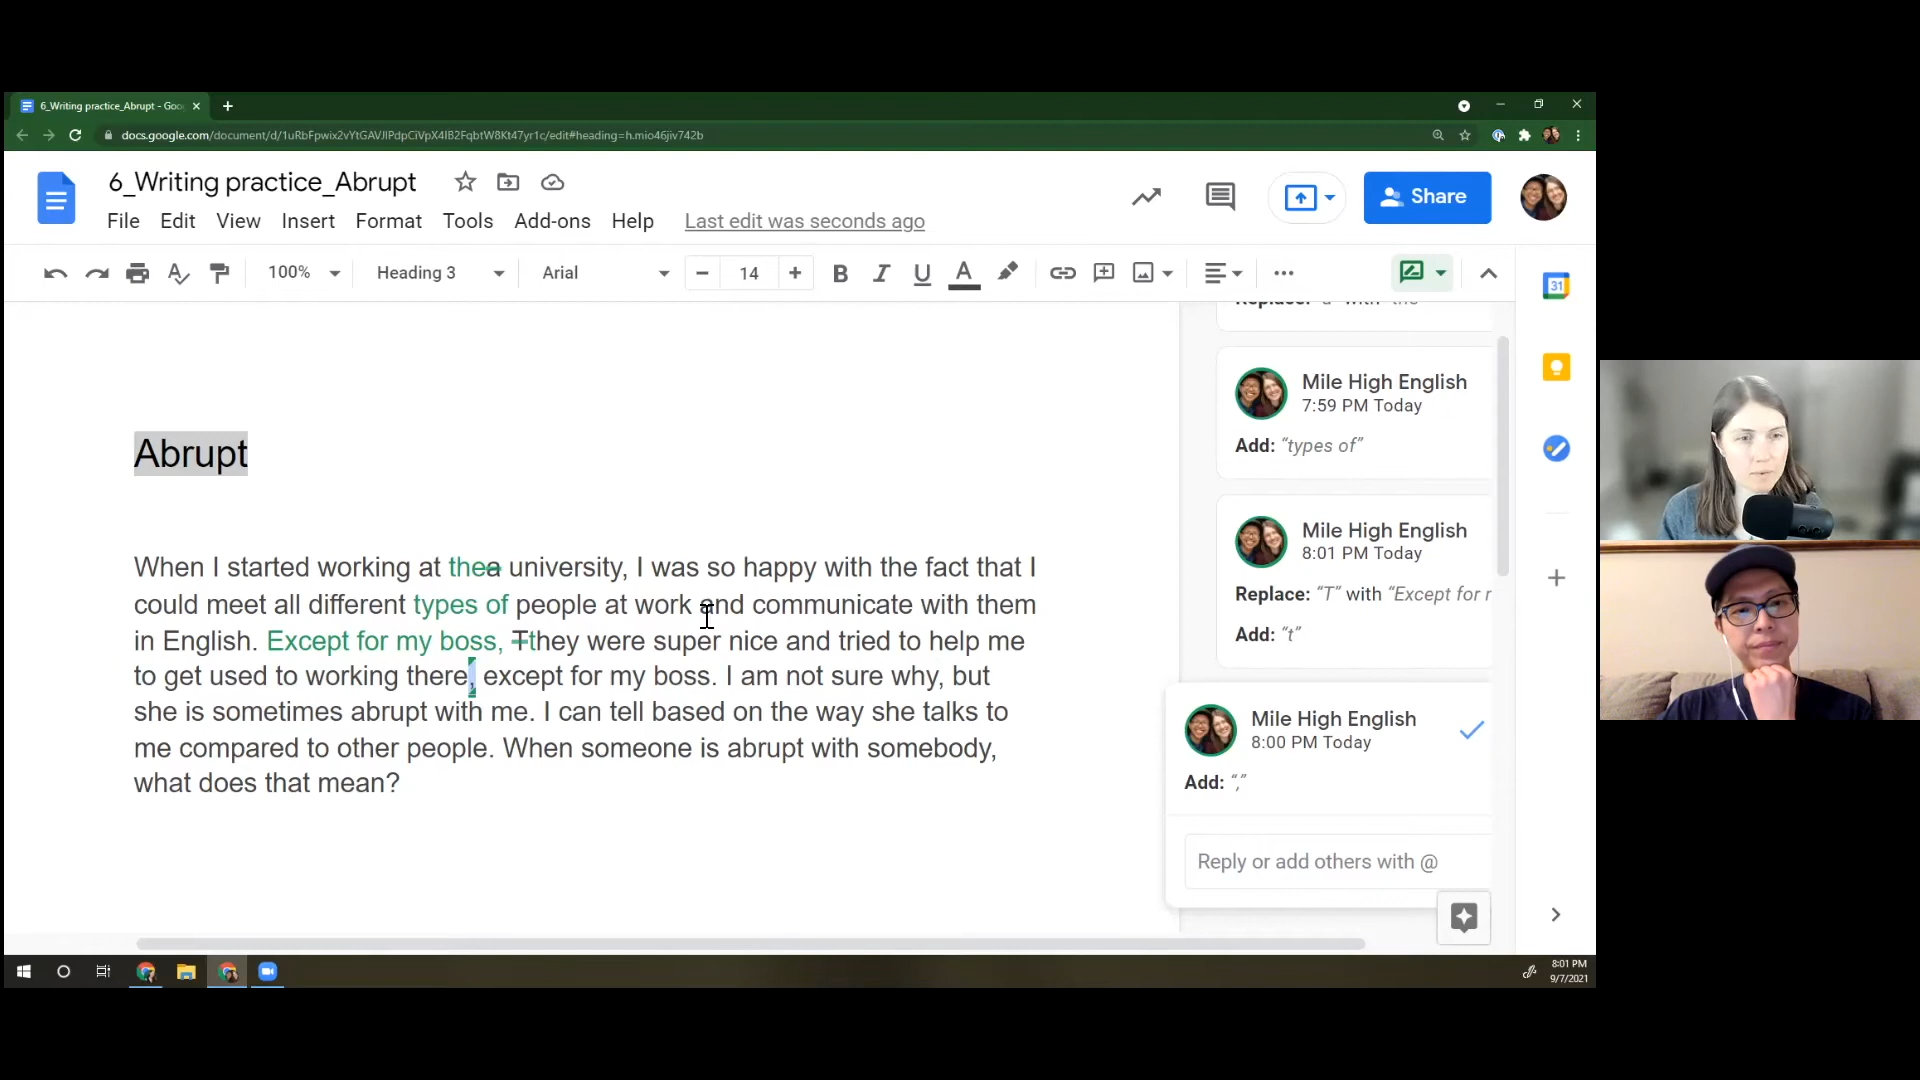 6_Writing practice_Abrupt - Goo
docs.google.com/document/d/1uRbFpwix2vYtGAVJlPdpCiVpX4lB2FqbtW8Kt47yr1c/edit#heading=h.mio46jiv742b
6_Writing practice_Abrupt
Share
File Edit View Insert Format Tools Add-ons Help Last edit was seconds ago
100% Heading 3 Arial 14 B I U A
31
Replace: "a" with "the"
Mile High English
7:59 PM Today
Add: "types of"
Mile High English
8:01 PM Today
Replace: "T" with "Except for r
Add: "t"
Mile High English
8:00 PM Today
Add: ","
Reply or add others with @
Abrupt
When I started working at thea university, I was so happy with the fact that I
could meet all different types of people at work and communicate with them
in English. Except for my boss, Tthey were super nice and tried to help me
to get used to working there, except for my boss. I am not sure why, but
she is sometimes abrupt with me. I can tell based on the way she talks to
me compared to other people. When someone is abrupt with somebody,
what does that mean?
8:01 PM
9/7/2021